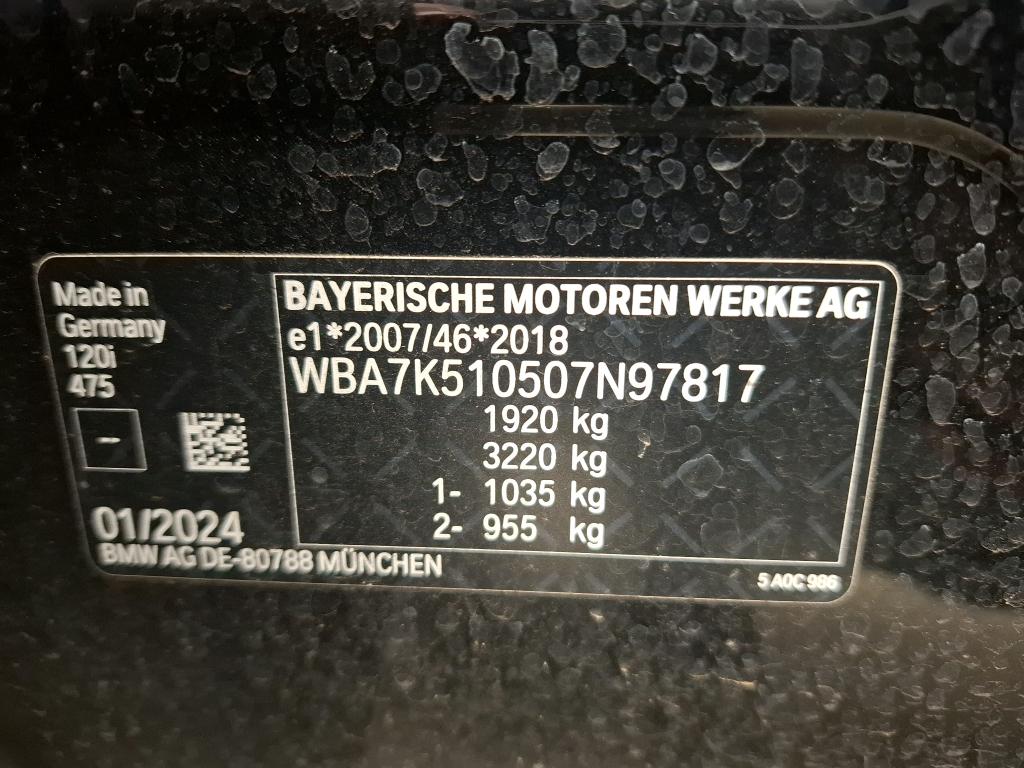 Made in
Germany
120i
475
-
01/2024
BMW AG DE-80788 MÜNCHEN
BAYERISCHE MOTOREN WERKE AG
e1*2007/46*2018
WBA7K510507N97817
1920 kg
3220 kg
1- 1035 kg
2- 955 kg
5 A0C 986